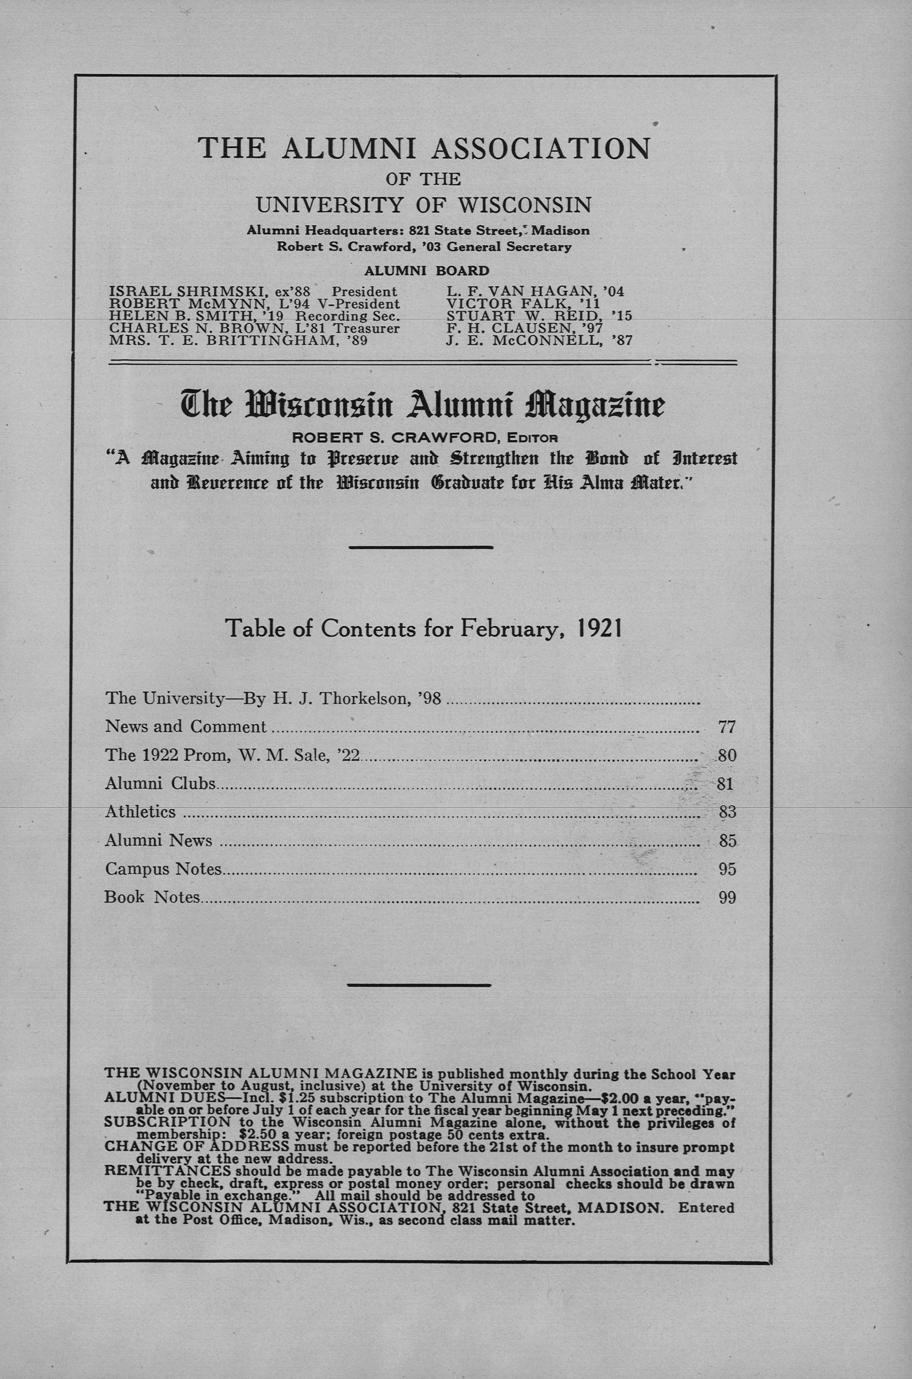 THE ALUMNI ASSOCIATION
OF THE
UNIVERSITY OF WISCONSIN
Alumni Headquarters: 821 State Street, Madison
Robert S. Crawford, '03 General Secretary
ALUMNI BOARD
ISRAEL SHRIMSKI, ex'88 President
ROBERT McMYNN, L'94 V-President
HELEN B. SMITH, '19 Recording Sec.
CHARLES N. BROWN, L'81 Treasurer
MRS. T. E. BRITTINGHAM, '89
L. F. VAN HAGAN, '04
VICTOR FALK, '11
STUART W. REID, '15
F. H. CLAUSEN, '97
J. E. McCONNELL, '87
The Wisconsin Alumni Magazine
ROBERT S. CRAWFORD, EDITOR
"A Magazine Aiming to Preserve and Strengthen the Bond of Interest
and Reverence of the Wisconsin Graduate for His Alma Mater."
Table of Contents for February, 1921
The University—By H. J. Thorkelson, '98
News and Comment 77
The 1922 Prom, W. M. Sale, '22 80
Alumni Clubs 81
Athletics 83
Alumni News 85
Campus Notes 95
Book Notes 99
THE WISCONSIN ALUMNI MAGAZINE is published monthly during the School Year
(November to August, inclusive) at the University of Wisconsin.
ALUMNI DUES—Incl. $1.25 subscription to The Alumni Magazine—$2.00 a year, "pay-
able on or before July 1 of each year for the fiscal year beginning May 1 next preceding."
SUBSCRIPTION to the Wisconsin Alumni Magazine alone, without the privileges of
membership: $2.50 a year; foreign postage 50 cents extra.
CHANGE OF ADDRESS must be reported before the 21st of the month to insure prompt
delivery at the new address.
REMITTANCES should be made payable to The Wisconsin Alumni Association and may
be by check, draft, express or postal money order; personal checks should be drawn
"Payable in exchange." All mail should be addressed to
THE WISCONSIN ALUMNI ASSOCIATION, 821 State Street, MADISON. Entered
at the Post Office, Madison, Wis., as second class mail matter.